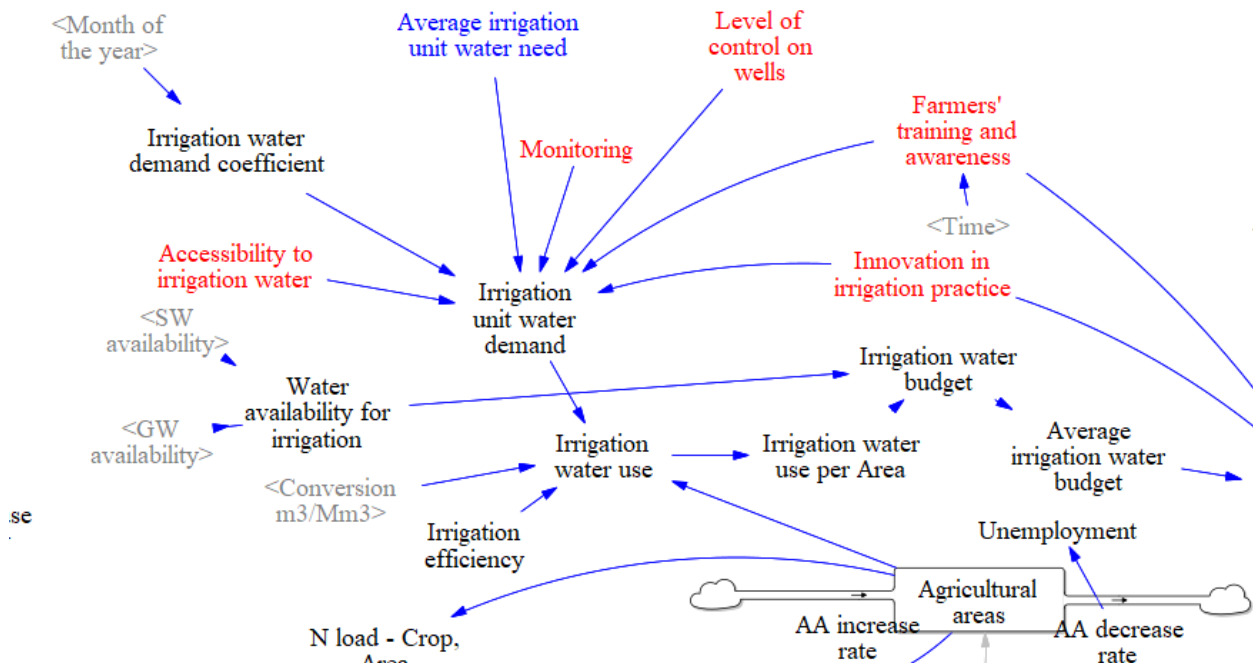 <Month of
the year>
Average irrigation
unit water need
Level of
control on
wells
Farmers'
training and
awareness
Irrigation water
demand coefficient
Monitoring
<Time>
Accessibility to
irrigation water
Innovation in
irrigation practice
Irrigation
unit water
demand
<SW
availability>
Irrigation water
budget
Water
availability for
irrigation
<GW
availability>
Irrigation
water use
Irrigation water
use per Area
Average
irrigation water
budget
<Conversion
m3/Mm3>
Irrigation
efficiency
Unemployment
Agricultural
areas
AA increase
rate
AA decrease
rate
N load - Crop,